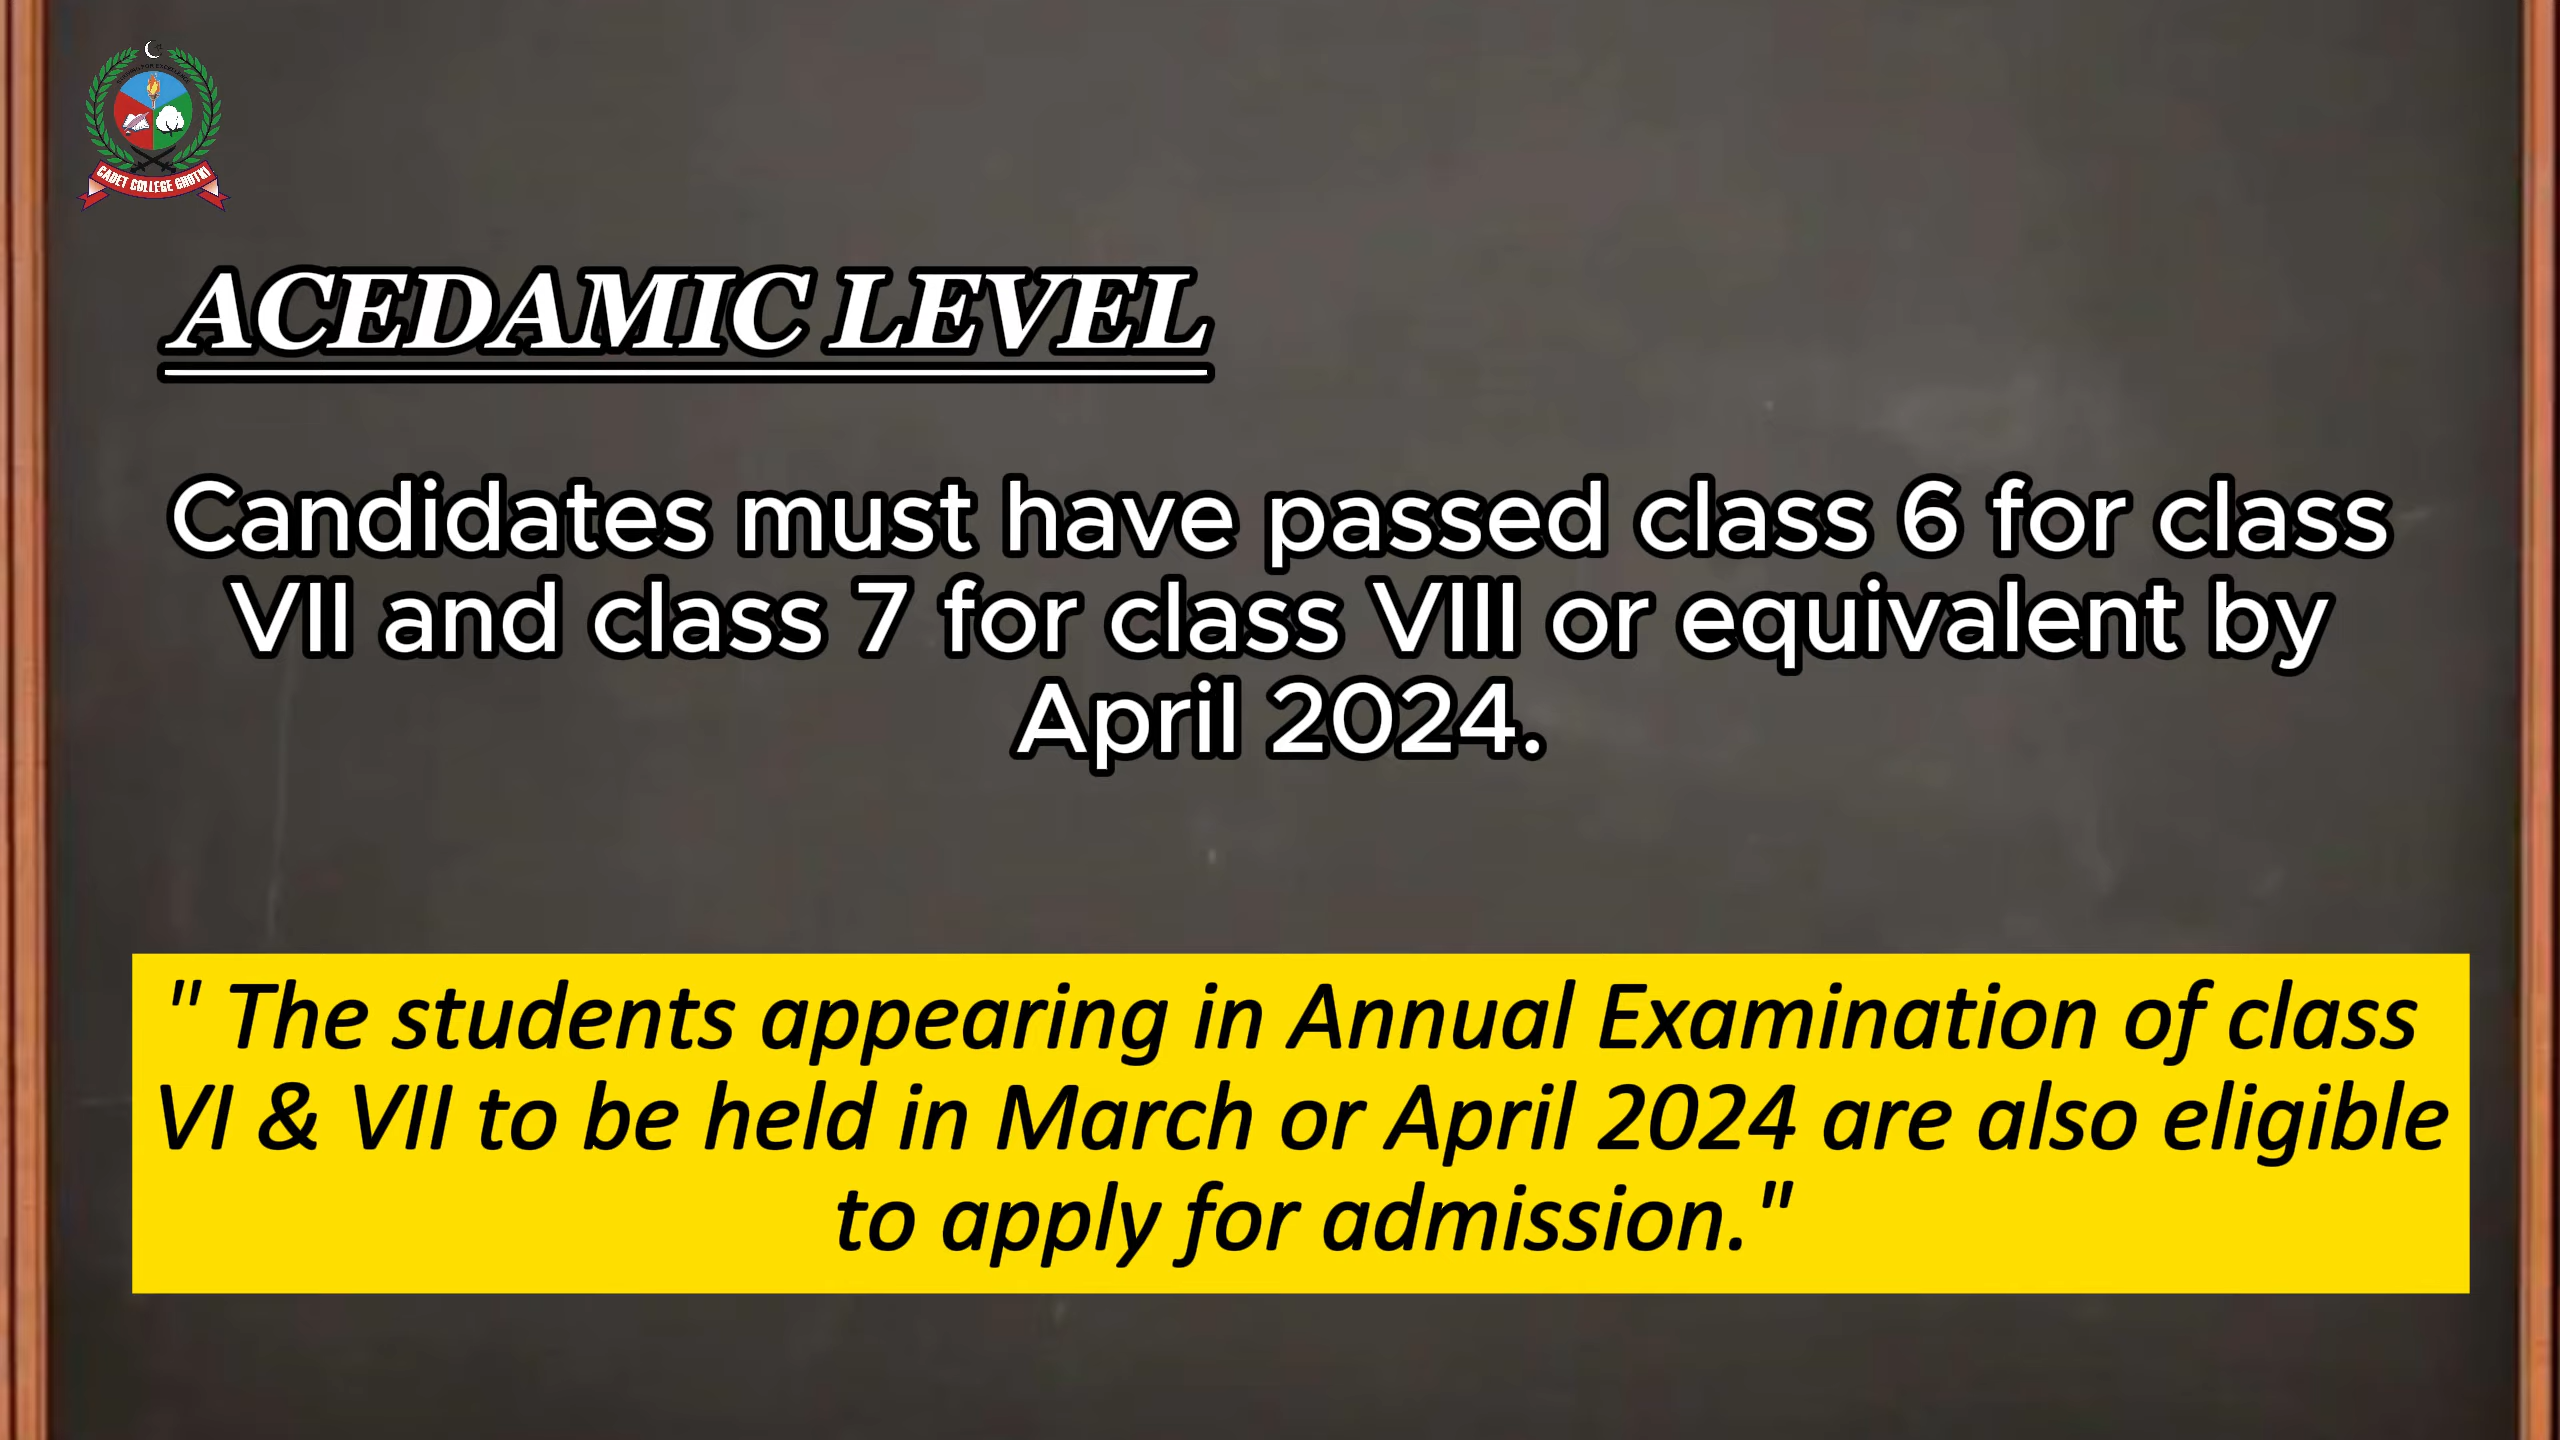 CADET COLLEGE GHOTKI
ACEDAMIC LEVEL
Candidates must have passed class 6 for class
VII and class 7 for class VIII or equivalent by
April 2024.
" The students appearing in Annual Examination of class
VI & VII to be held in March or April 2024 are also eligible
to apply for admission."